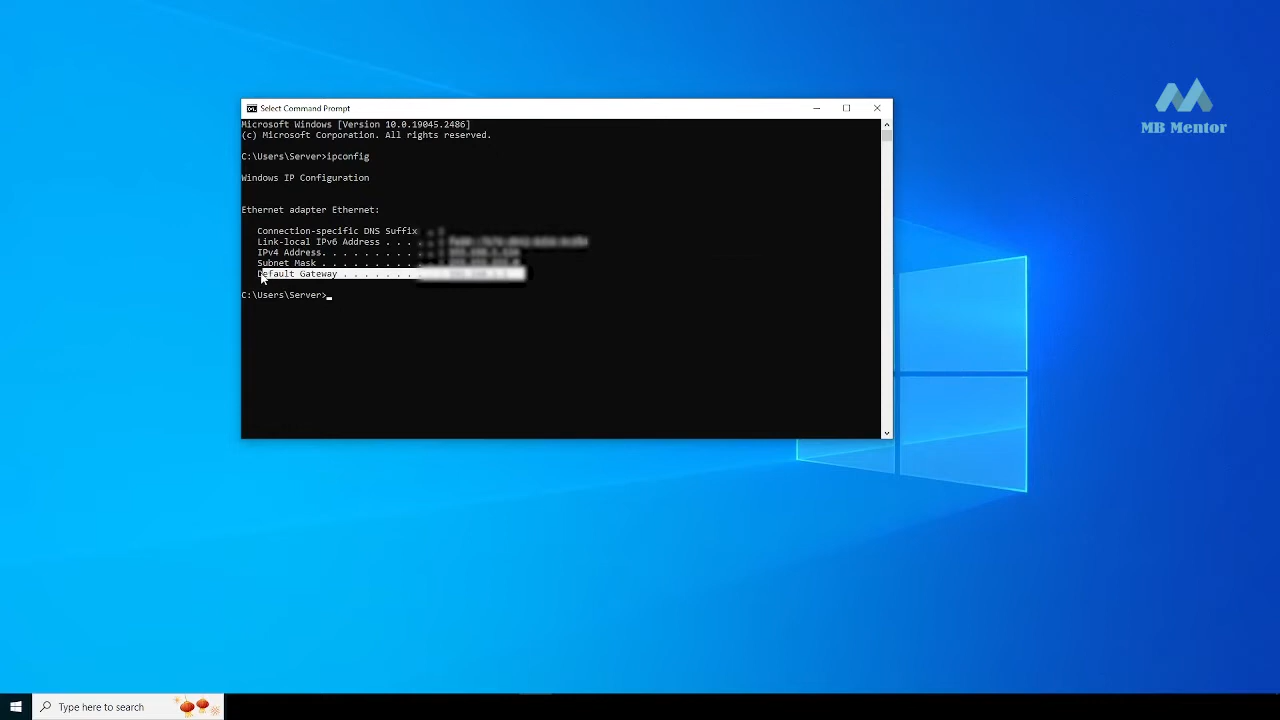 Select Command Prompt
Microsoft Windows [Version 10.0.19045.2486]
(c) Microsoft Corporation. All rights reserved.
C:\Users\Server>ipconfig
Windows IP Configuration
Ethernet adapter Ethernet:
Connection-specific DNS Suffix . :
Link-local IPv6 Address . . . . . :
IPv4 Address. . . . . . . . . . . :
Subnet Mask . . . . . . . . . . . :
Default Gateway . . . . . . . . . :
C:\Users\Server>
MB Mentor
Type here to search